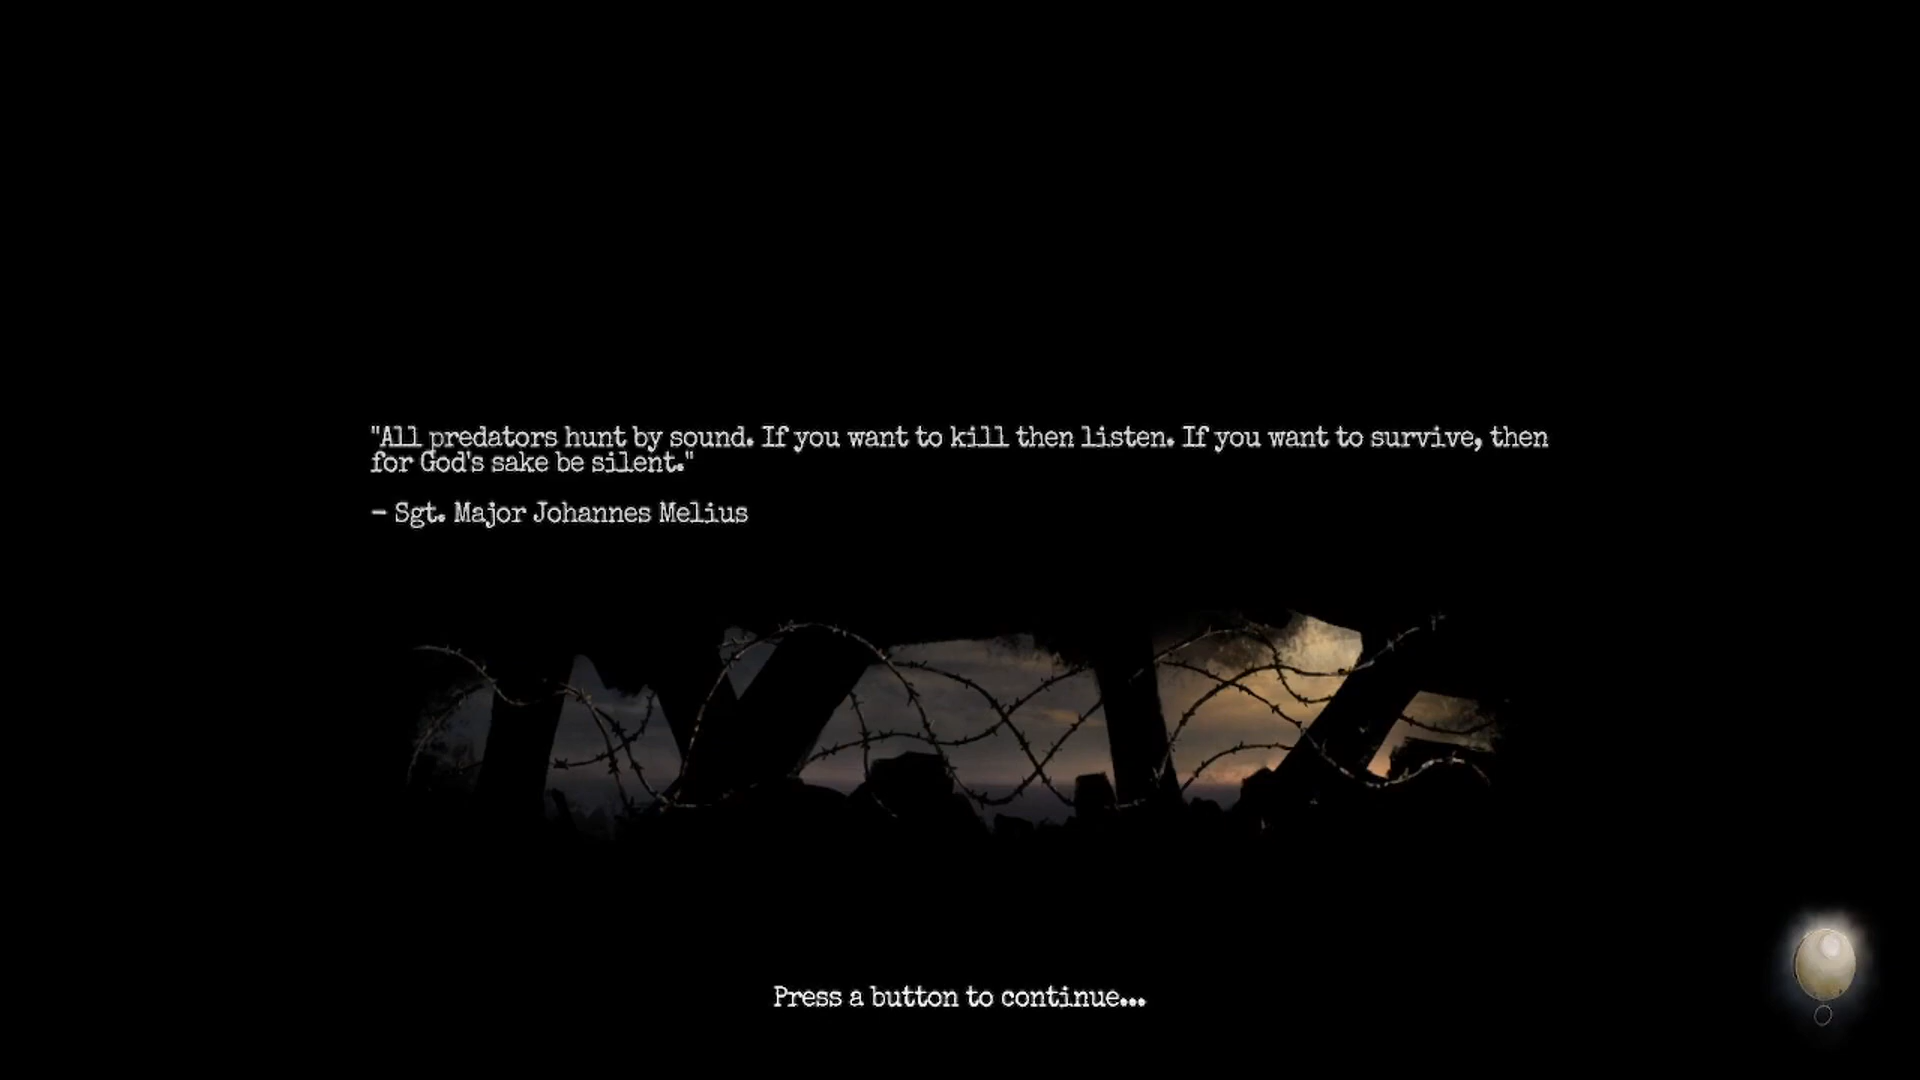 "All predators hunt by sound. If you want to kill then listen. If you want to survive, then
for God's sake be silent."
- Sgt. Major Johannes Melius
Press a button to continue...